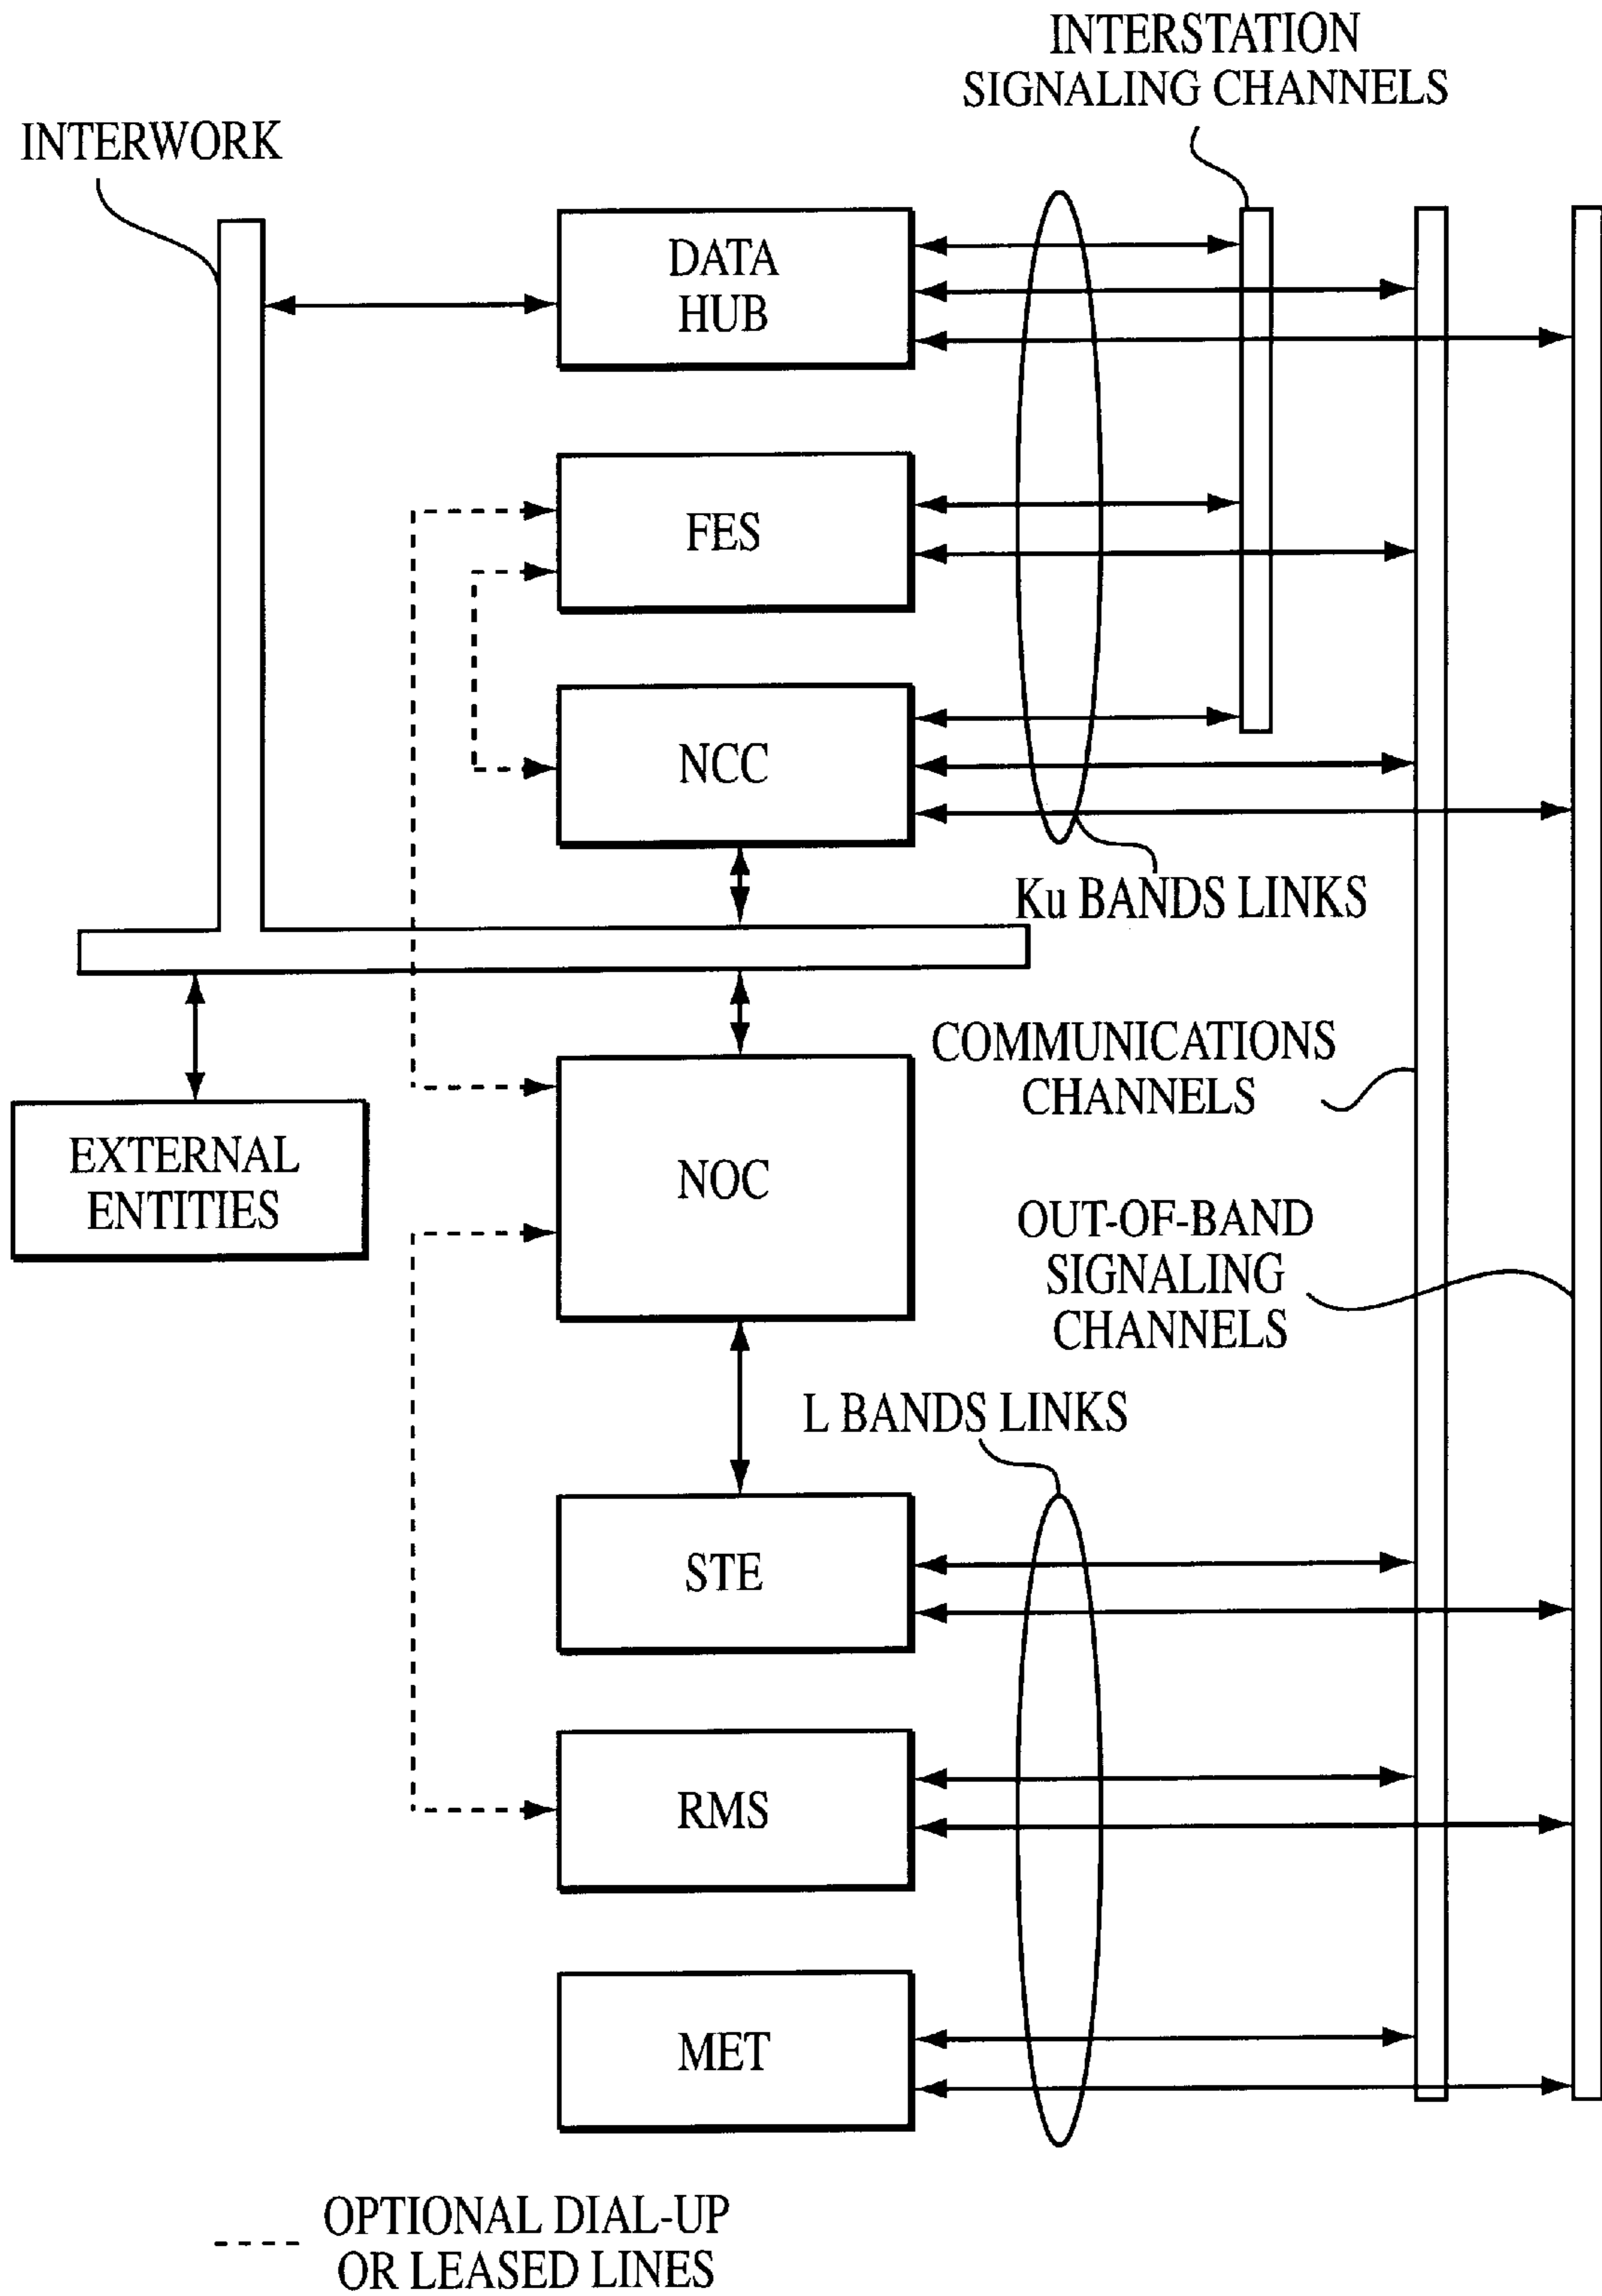 INTERSTATION
SIGNALING CHANNELS
INTERWORK
DATA
HUB
FES
NCC
Ku BANDS LINKS
COMMUNICATIONS
CHANNELS
EXTERNAL
ENTITIES
NOC
OUT-OF-BAND
SIGNALING
CHANNELS
L BANDS LINKS
STE
RMS
MET
OPTIONAL DIAL-UP
OR LEASED LINES